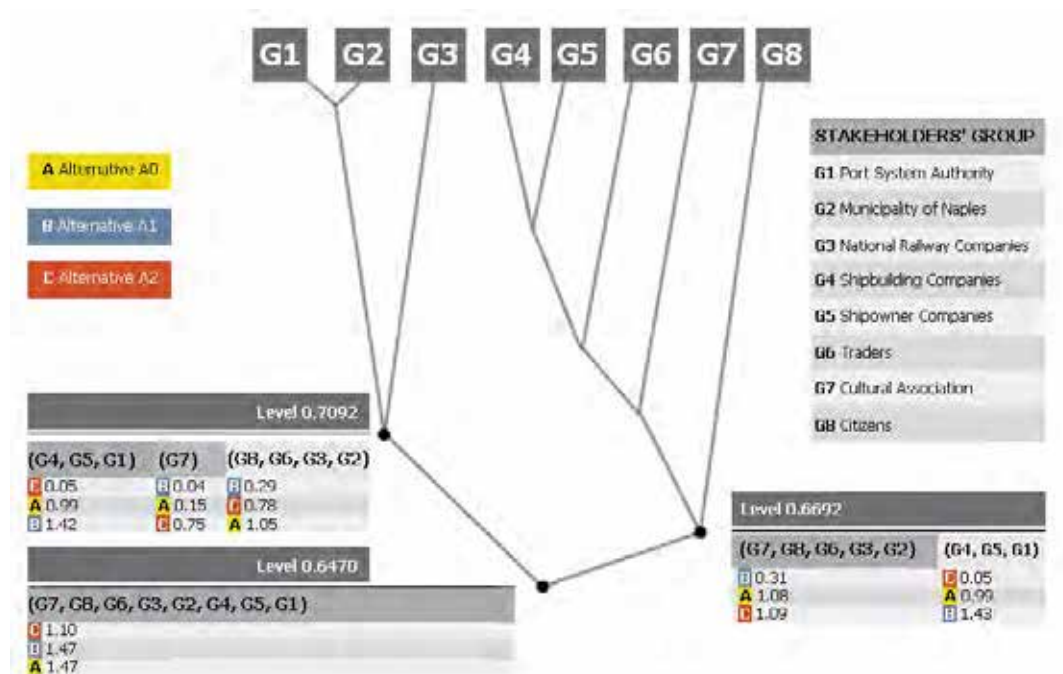 G1 G2 G3 G4 G5 G6 G7 G8
A Alternative A0
B Alternative A1
C Alternative A2
STAKEHOLDERS' GROUP
G1 Port System Authority
G2 Municipality of Naples
G3 National Railway Companies
G4 Shipbuilding Companies
G5 Shipowner Companies
G6 Traders
G7 Cultural Association
G8 Citizens
Level 0.7092
(G4, G5, G1) (G7) (G8, G6, G3, G2)
C 0.05 B 0.04 B 0.29
A 0.99 A 0.15 C 0.78
B 1.42 C 0.75 A 1.05
Level 0.6470
(G7, G8, G6, G3, G2, G4, G5, G1)
C 1.10
B 1.47
A 1.47
Level 0.6692
(G7, G8, G6, G3, G2) (G4, G5, G1)
B 0.31 C 0.05
A 1.08 A 0.99
C 1.09 B 1.43